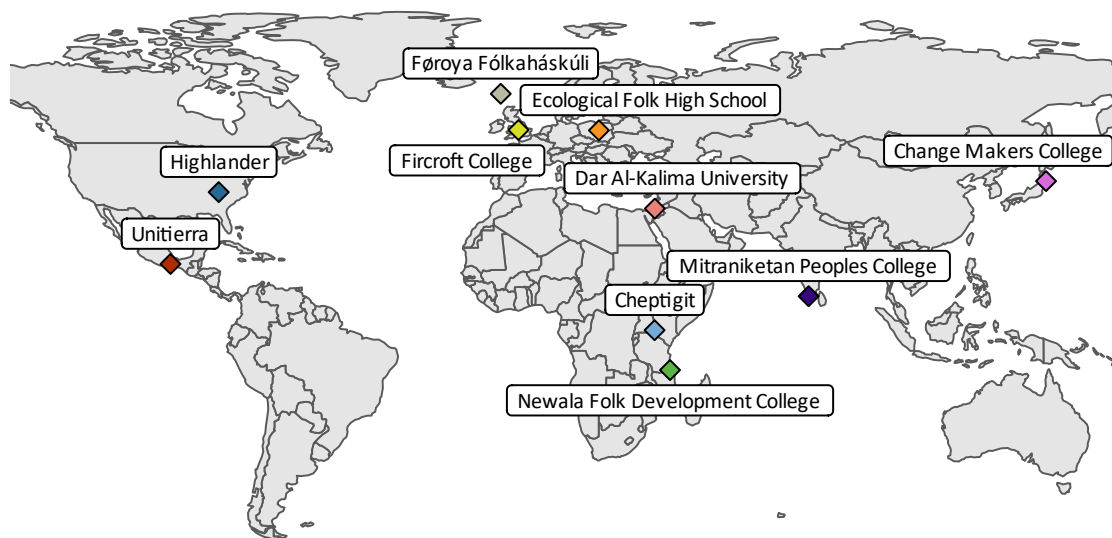 Føroya Fólkaháskúli
Ecological Folk High School
Highlander
Fircroft College
Change Makers College
Dar Al-Kalima University
Unitierra
Mitraniketan Peoples College
Cheptigit
Newala Folk Development College